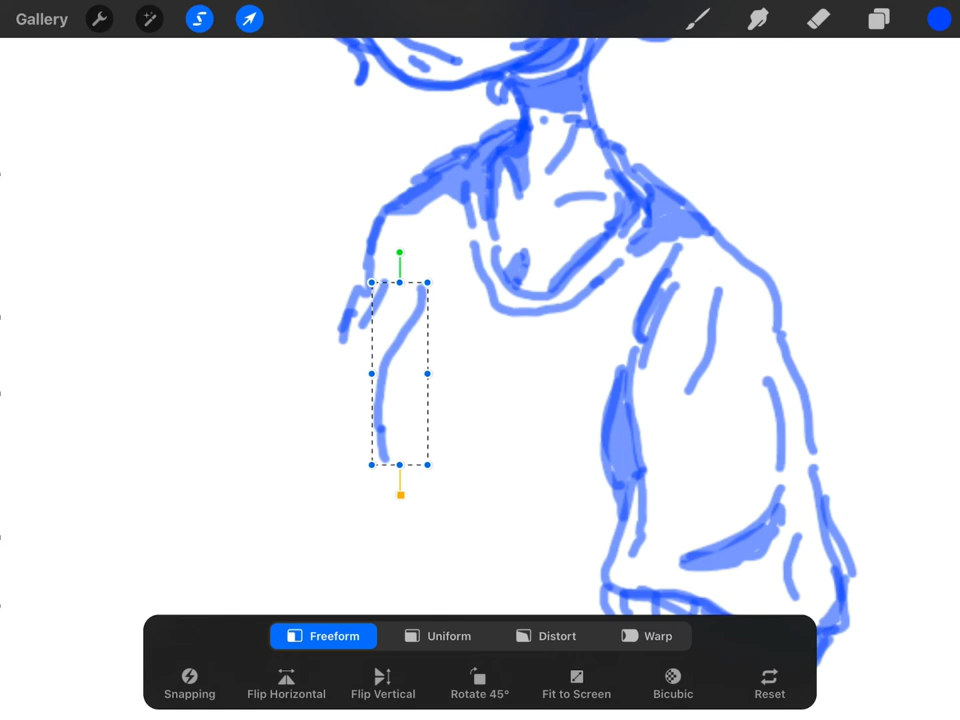 Gallery
Freeform Uniform Distort Warp
Snapping Flip Horizontal Flip Vertical Rotate 45° Fit to Screen Bicubic Reset